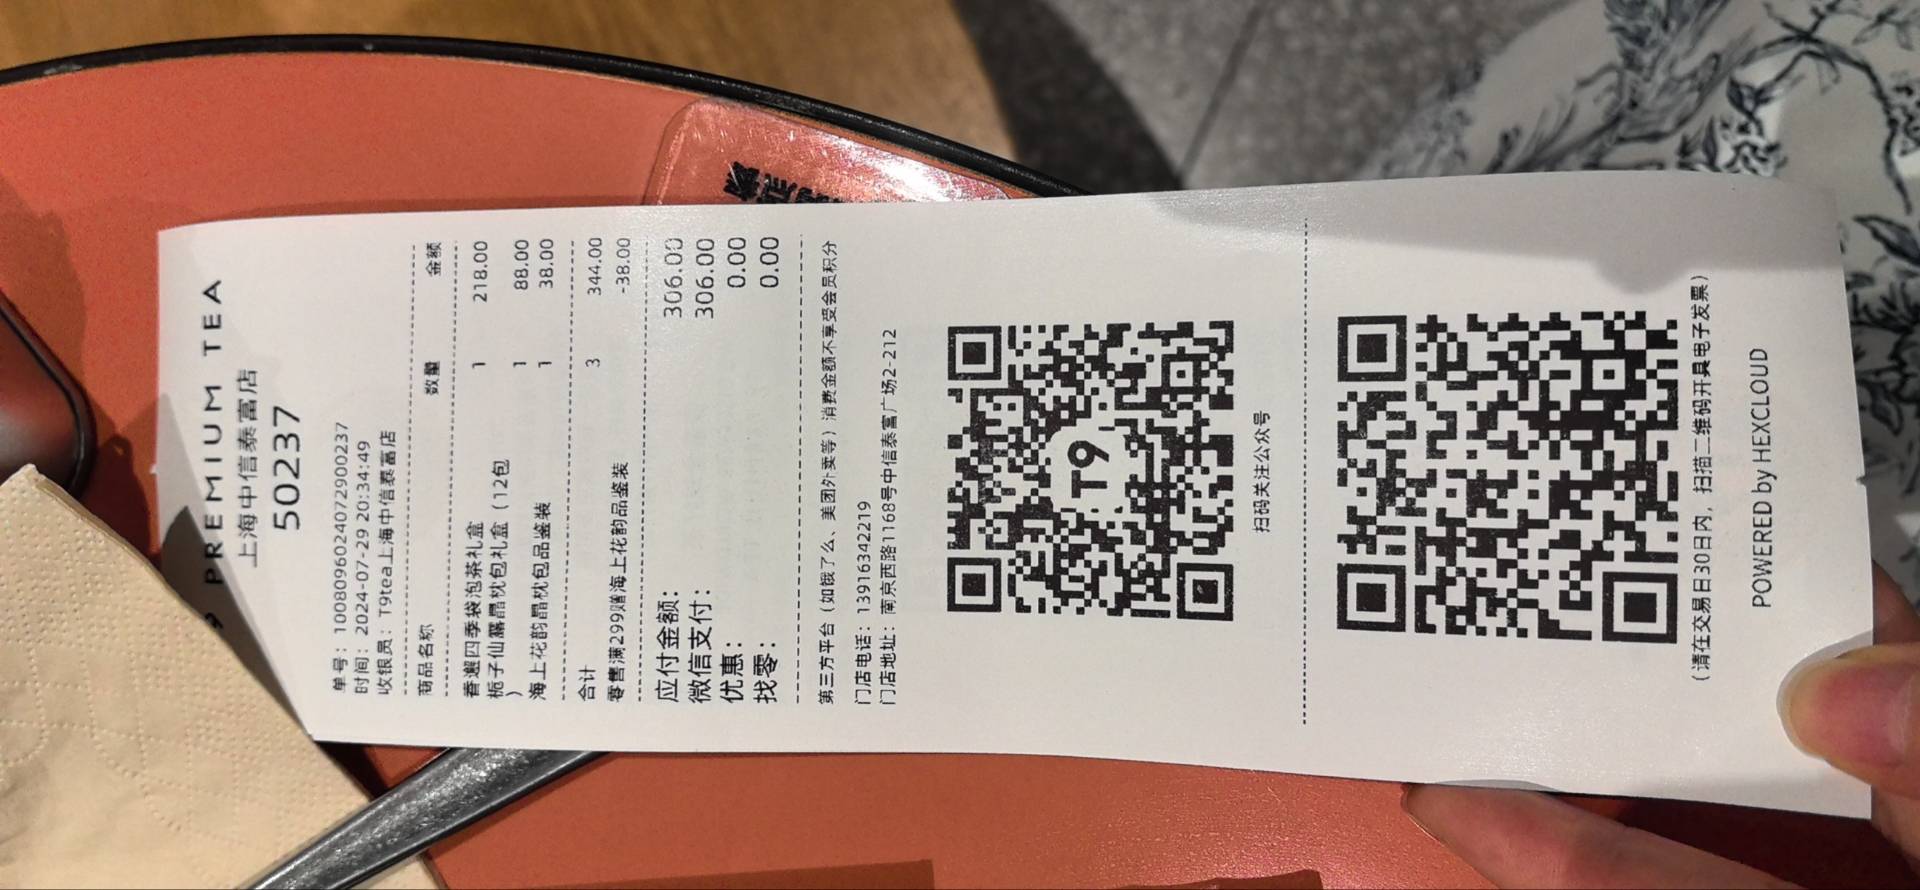 9 PREMIUM TEA
上海中信泰富店
50237
单号：1008096024072900237
时间：2024-07-29 20:34:49
收银员：T9tea上海中信泰富店
商品名称 数量 金额
香邂四季袋泡茶礼盒 1 218.00
栀子仙露晶枕包礼盒（12包
） 1 88.00
海上花韵晶枕包品鉴装 1 38.00
合计 3 344.00
零售满299赠海上花韵品鉴装 -38.00
应付金额： 306.00
微信支付： 306.00
优惠： 0.00
找零： 0.00
第三方平台（如饿了么、美团外卖等）消费金额不享受会员积分
门店电话：13916342219
门店地址：南京西路1168号中信泰富广场2-212
T9
扫码关注公众号
（请在交易日30日内，扫描二维码开具电子发票）
POWERED by HEXCLOUD